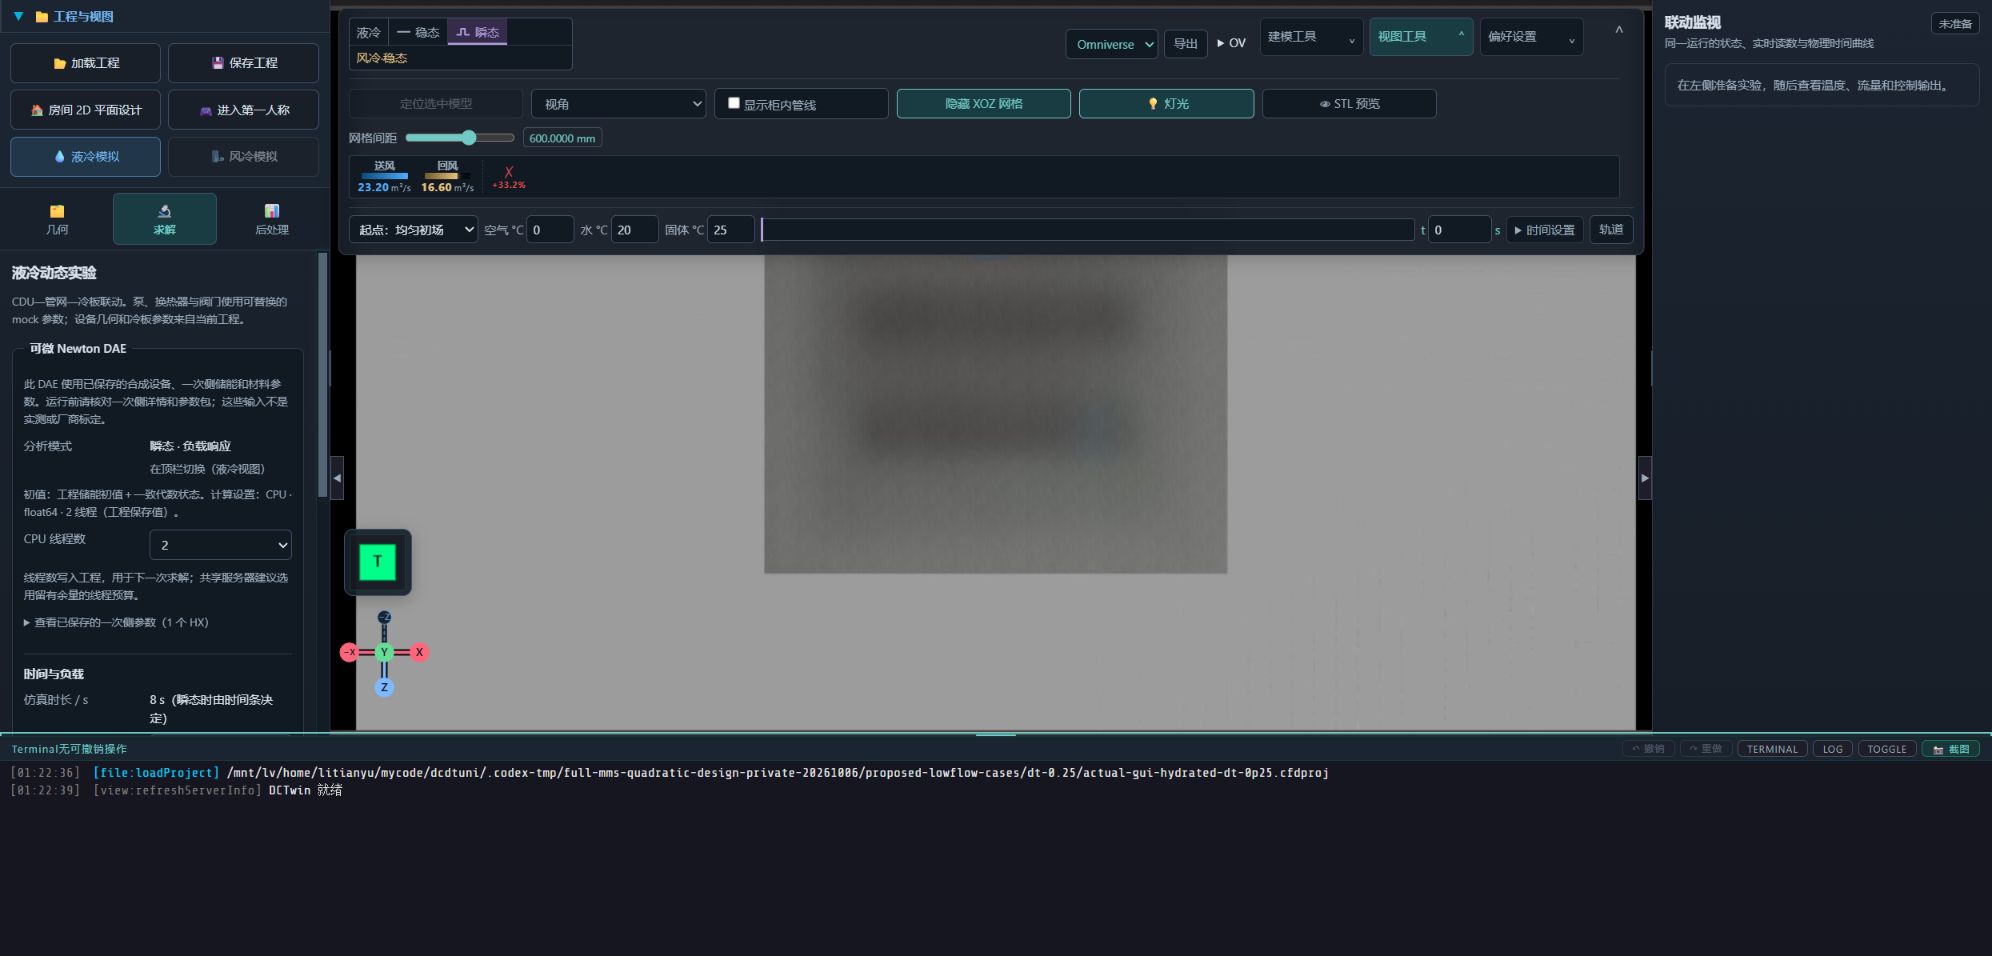 ▼ 📁 工程与视图
📂 加载工程
💾 保存工程
🏠 房间 2D 平面设计
🎮 进入第一人称
💧 液冷模拟
风冷模拟
几何
求解
后处理
液冷动态实验
CDU—管网—冷板联动。泵、换热器与阀门使用可替换的
mock 参数；设备几何和冷板参数来自当前工程。
可微 Newton DAE
此 DAE 使用已保存的合成设备、一次侧储能和材料参
数。运行前请核对一次侧详情和参数包；这些输入不是
实测或厂商标定。
分析模式 瞬态 · 负载响应
在顶栏切换（液冷视图）
初值：工程储能初值 + 一致代数状态。计算设置：CPU ·
float64 · 2 线程（工程保存值）。
CPU 线程数 2
线程数写入工程，用于下一次求解；共享服务器建议选
用留有余量的线程预算。
▶ 查看已保存的一次侧参数（1 个 HX）
时间与负载
仿真时长 / s 8 s（瞬态时由时间条决
定）
液冷 稳态 瞬态
风冷·稳态
Omniverse 导出 ▶ OV 建模工具 视图工具 偏好设置
定位选中模型 视角 显示柜内管线 隐藏 XOZ 网格 💡 灯光 👁 STL 预览
网格间距 600.0000 mm
送风 回风 X
23.20 m³/s 16.60 m³/s +33.2%
起点：均匀初场 空气 °C 0 水 °C 20 固体 °C 25 t 0 s ▶ 时间设置 轨道
T
-Z
-X Y X
Z
联动监视 未准备
同一运行的状态、实时读数与物理时间曲线
在左侧准备实验，随后查看温度、流量和控制输出。
Terminal无可撤销操作 ↶ 撤销 ↷ 重做 TERMINAL LOG TOGGLE 📷 截图
[01:22:36] [file:loadProject] /mnt/lv/home/litianyu/mycode/dcdtuni/.codex-tmp/full-mms-quadratic-design-private-20261006/proposed-lowflow-cases/dt-0.25/actual-gui-hydrated-dt-0p25.cfdproj
[01:22:39] [view:refreshServerInfo] DCTwin 就绪